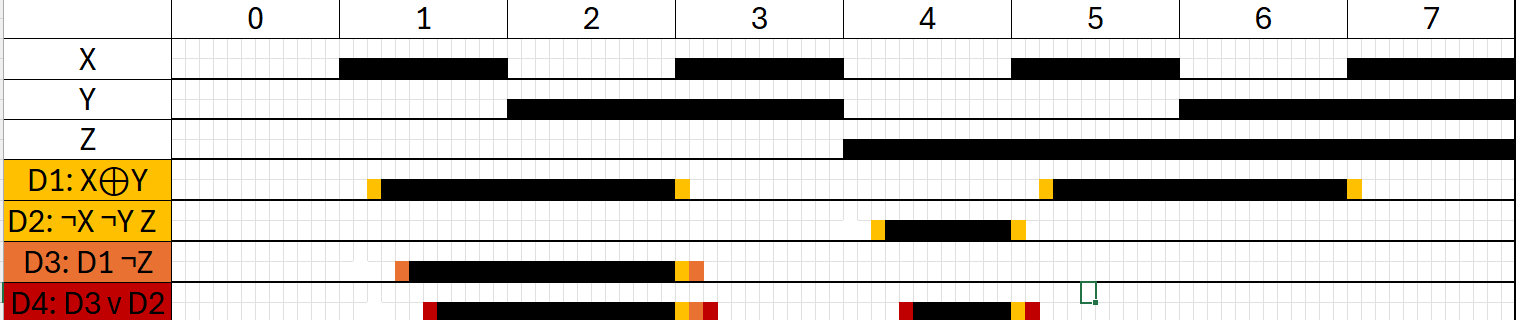 0 1 2 3 4 5 6 7
X
Y
Z
D1: X⨁Y
D2: ¬X ¬Y Z
D3: D1 ¬Z
D4: D3 v D2